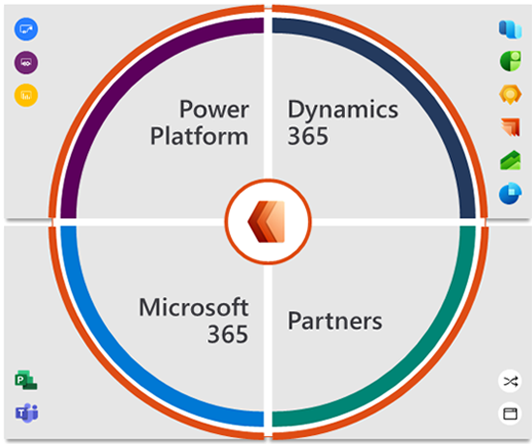 Power
Platform
Dynamics
365
Microsoft
365
Partners
P
T